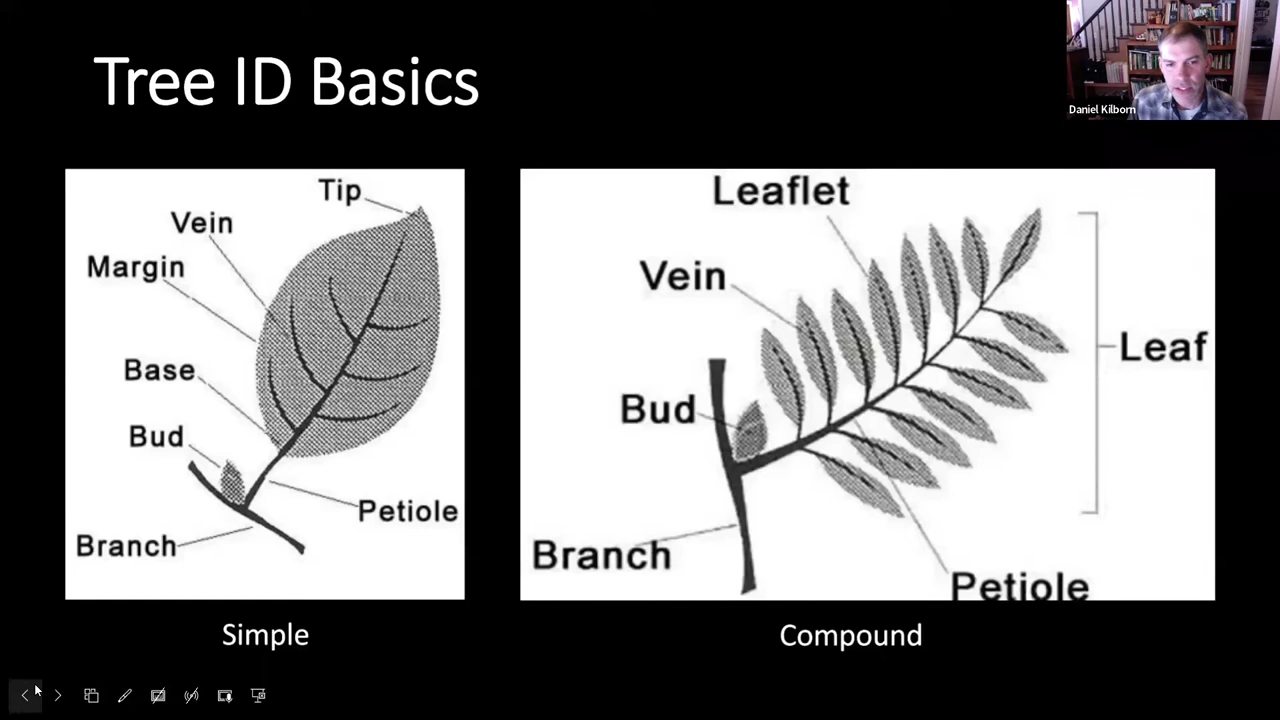 Tree ID Basics
Daniel Kilborn
Tip
Vein
Margin
Base
Bud
Petiole
Branch
Simple
Leaflet
Vein
Leaf
Bud
Branch
Petiole
Compound